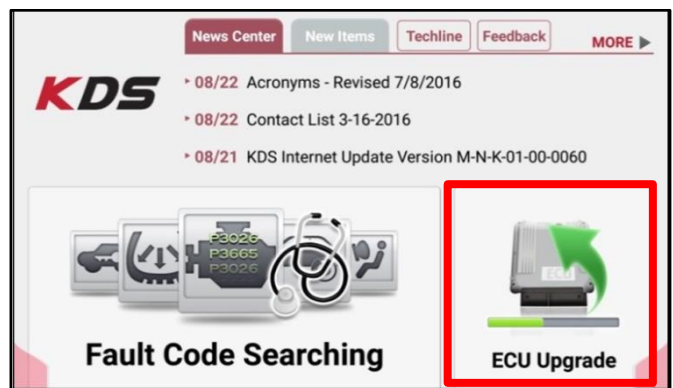 News Center New Items Techline Feedback MORE ▶
KDS
08/22 Acronyms - Revised 7/8/2016
08/22 Contact List 3-16-2016
08/21 KDS Internet Update Version M-N-K-01-00-0060
P3026
P3665
P3026
ECU
Fault Code Searching
ECU Upgrade